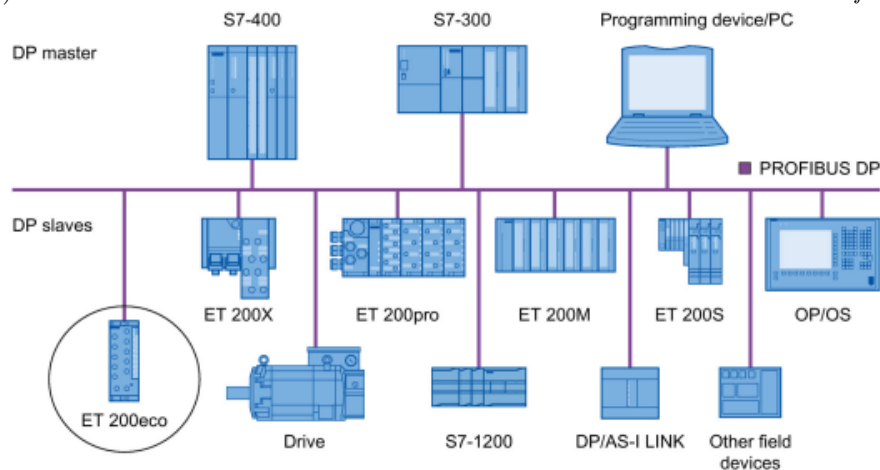 S7-400
S7-300
Programming device/PC
DP master
PROFIBUS DP
DP slaves
ET 200X
ET 200pro
ET 200M
ET 200S
OP/OS
ET 200eco
Drive
S7-1200
DP/AS-I LINK
Other field
devices